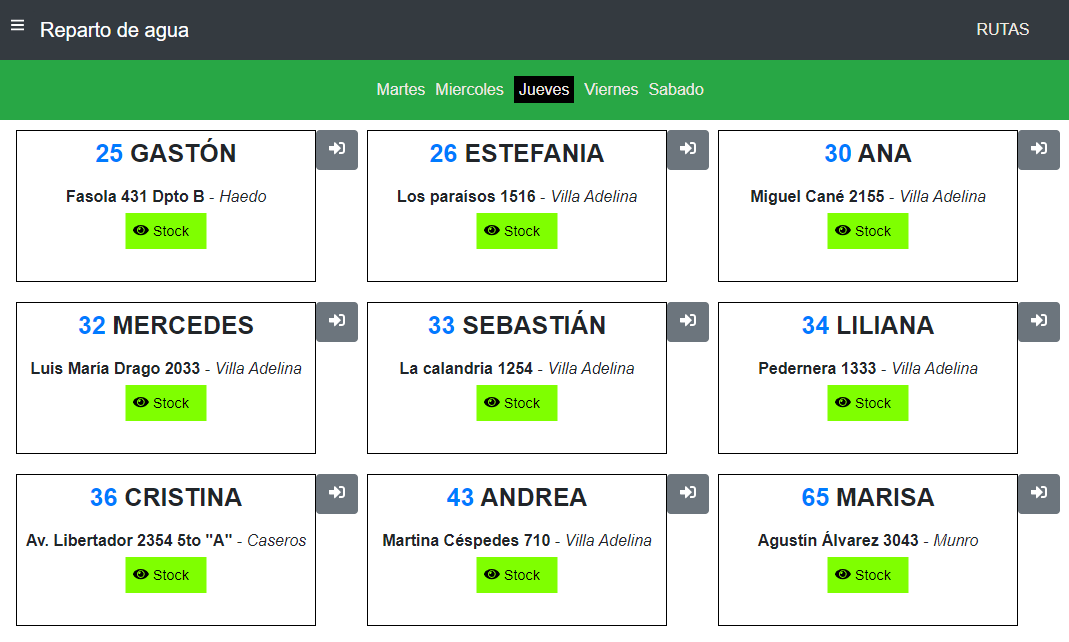 Reparto de agua
RUTAS
Martes Miercoles Jueves Viernes Sabado
25 GASTÓN
Fasola 431 Dpto B - Haedo
Stock
26 ESTEFANIA
Los paraísos 1516 - Villa Adelina
Stock
30 ANA
Miguel Cané 2155 - Villa Adelina
Stock
32 MERCEDES
Luis María Drago 2033 - Villa Adelina
Stock
33 SEBASTIÁN
La calandria 1254 - Villa Adelina
Stock
34 LILIANA
Pedernera 1333 - Villa Adelina
Stock
36 CRISTINA
Av. Libertador 2354 5to "A" - Caseros
Stock
43 ANDREA
Martina Céspedes 710 - Villa Adelina
Stock
65 MARISA
Agustín Álvarez 3043 - Munro
Stock